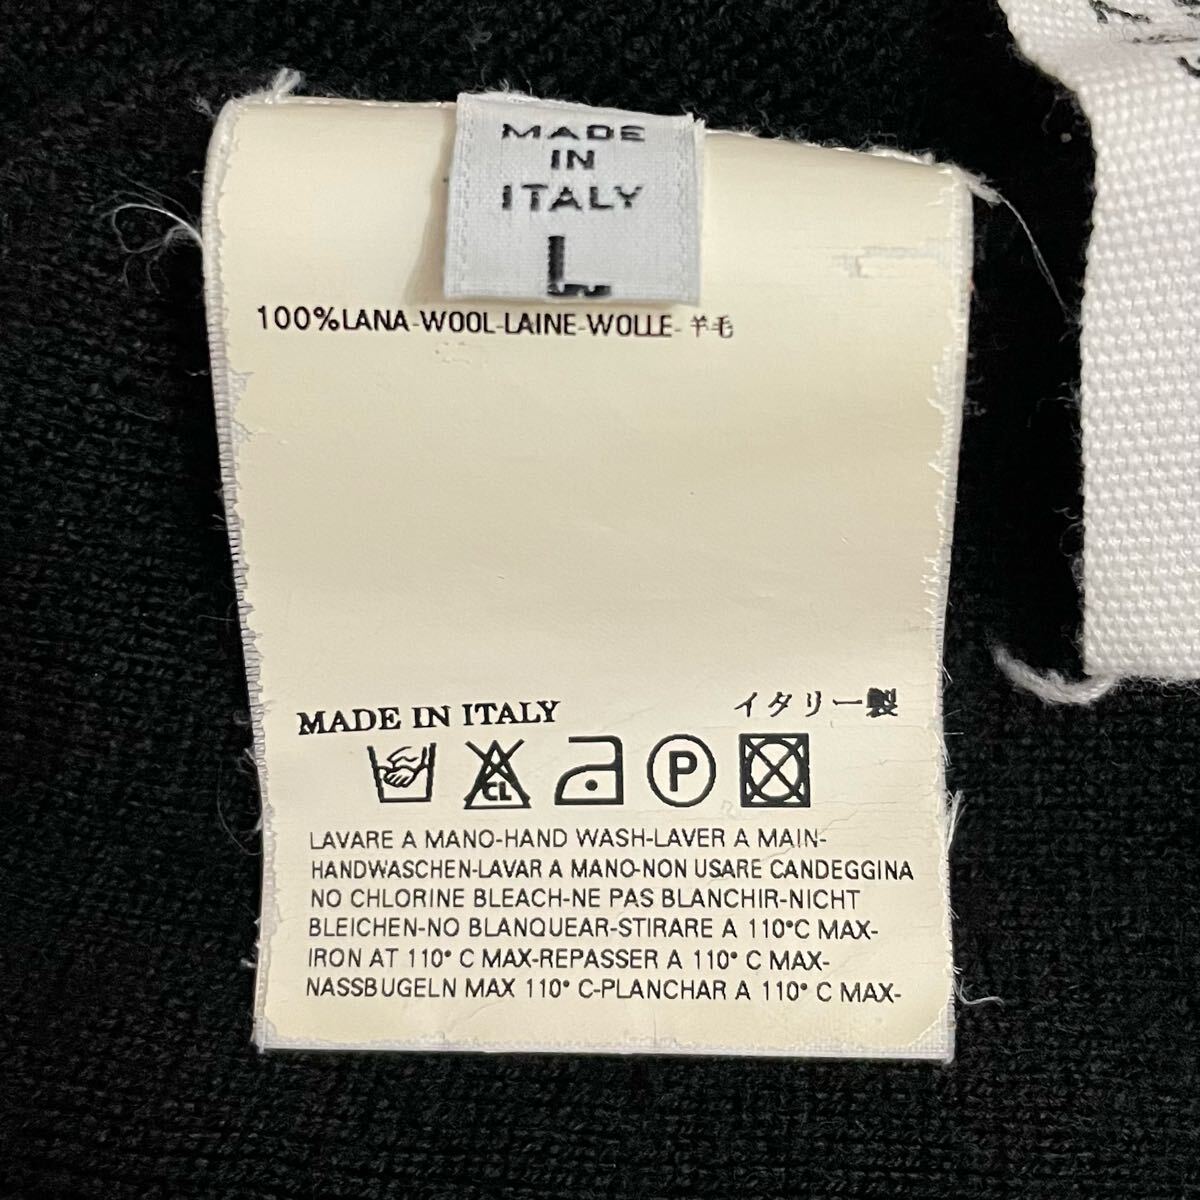 MADE
IN
ITALY
L
100%LANA-WOOL-LAINE-WOLLE-羊毛
MADE IN ITALY イタリー製
CL P
LAVARE A MANO-HAND WASH-LAVER A MAIN-
HANDWASCHEN-LAVAR A MANO-NON USARE CANDEGGINA
NO CHLORINE BLEACH-NE PAS BLANCHIR-NICHT
BLEICHEN-NO BLANQUEAR-STIRARE A 110°C MAX-
IRON AT 110° C MAX-REPASSER A 110° C MAX-
NASSBUGELN MAX 110° C-PLANCHAR A 110° C MAX-